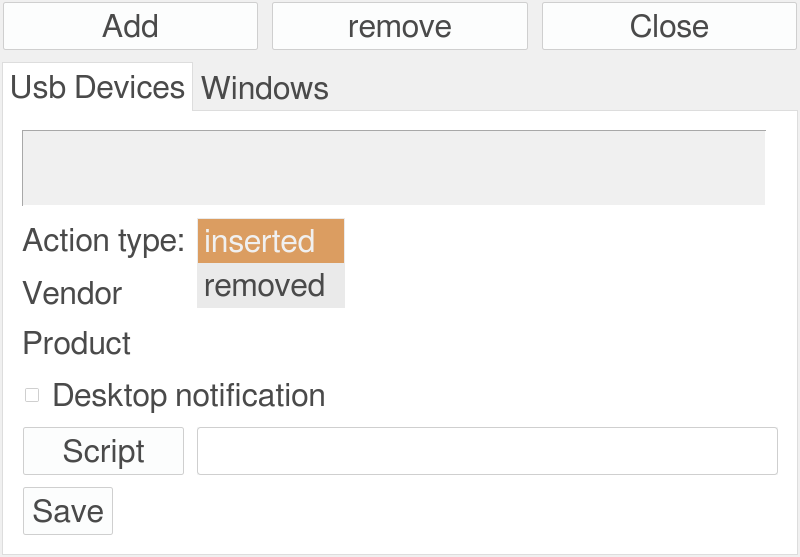 Add remove Close
Usb Devices Windows
Action type: inserted
removed
Vendor
Product
Desktop notification
Script
Save